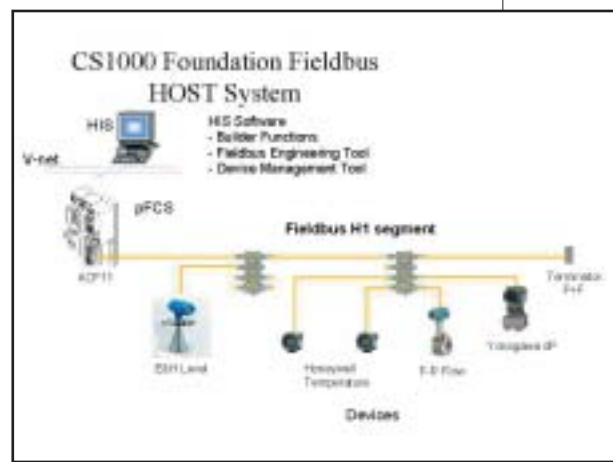 CS1000 Foundation Fieldbus
HOST System
HIS
HIS Software
- Builder Functions
- Fieldbus Engineering Tool
- Device Management Tool
V-net
pFCS
Fieldbus H1 segment
ACF11
Terminator
P+F
E&H Level
Honeywell
Temperature
Flow
Yokogawa dP
Devices